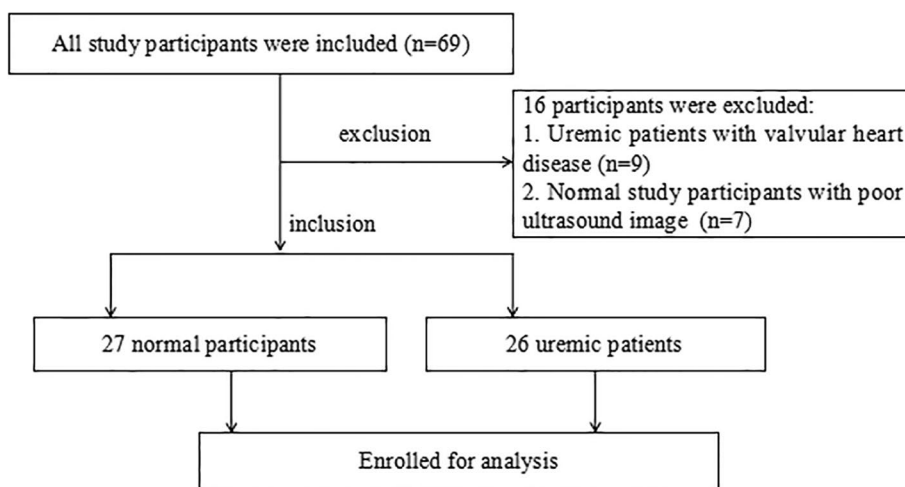 All study participants were included (n=69)
16 participants were excluded:
1. Uremic patients with valvular heart
disease (n=9)
2. Normal study participants with poor
ultrasound image (n=7)
exclusion
inclusion
27 normal participants
26 uremic patients
Enrolled for analysis